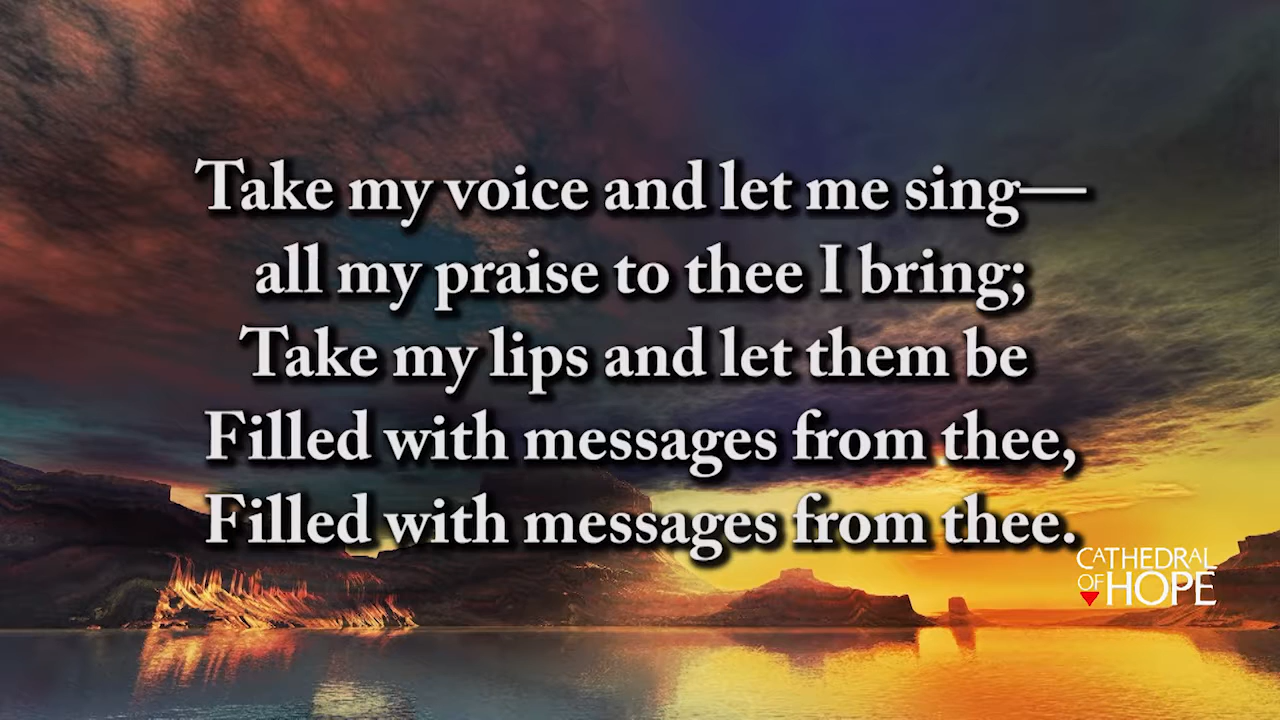 Take my voice and let me sing—
all my praise to thee I bring;
Take my lips and let them be
Filled with messages from thee,
Filled with messages from thee.
CATHEDRAL
OF HOPE